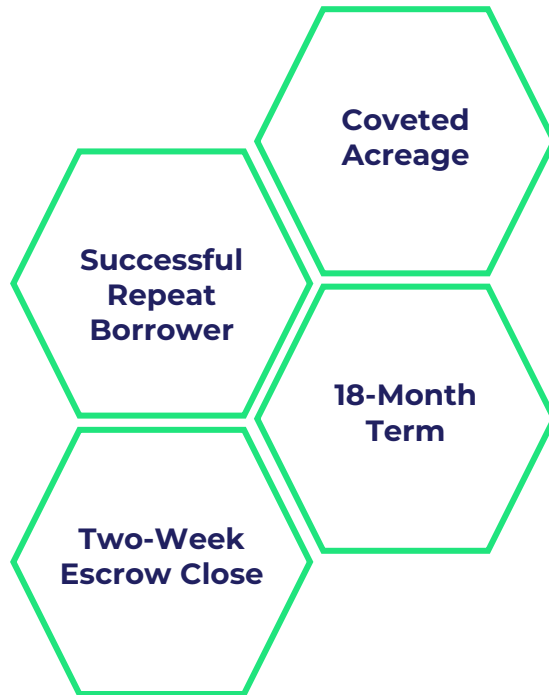 Coveted
Acreage
Successful
Repeat
Borrower
18-Month
Term
Two-Week
Escrow Close